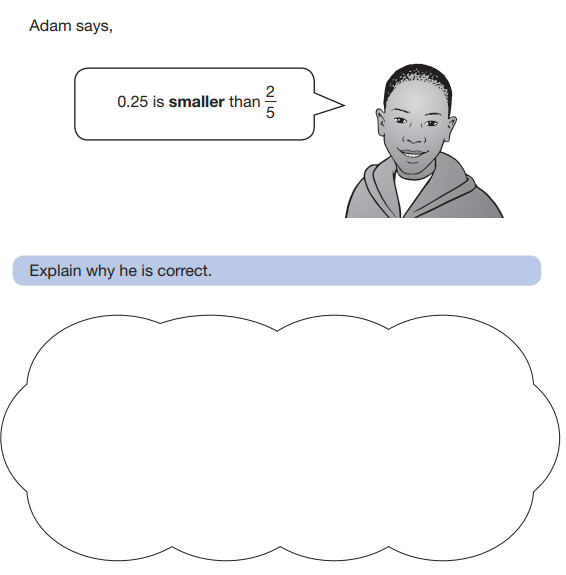 Adam says,
0.25 is smaller than 2/5
Explain why he is correct.